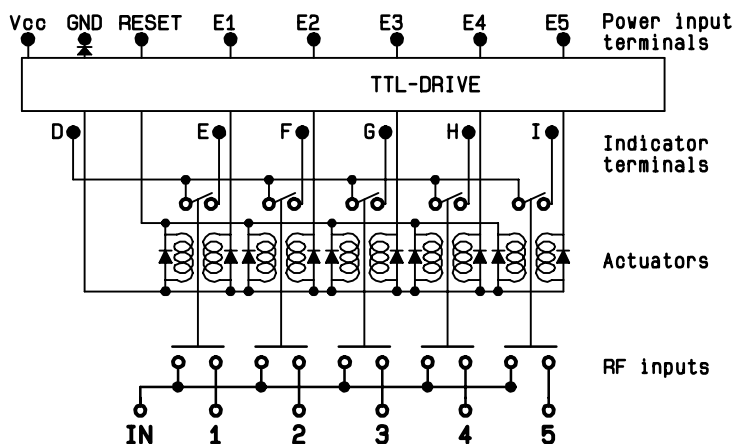 Vcc GND RESET E1 E2 E3 E4 E5 Power input
terminals
TTL-DRIVE
D E F G H I Indicator
terminals
Actuators
RF inputs
IN 1 2 3 4 5